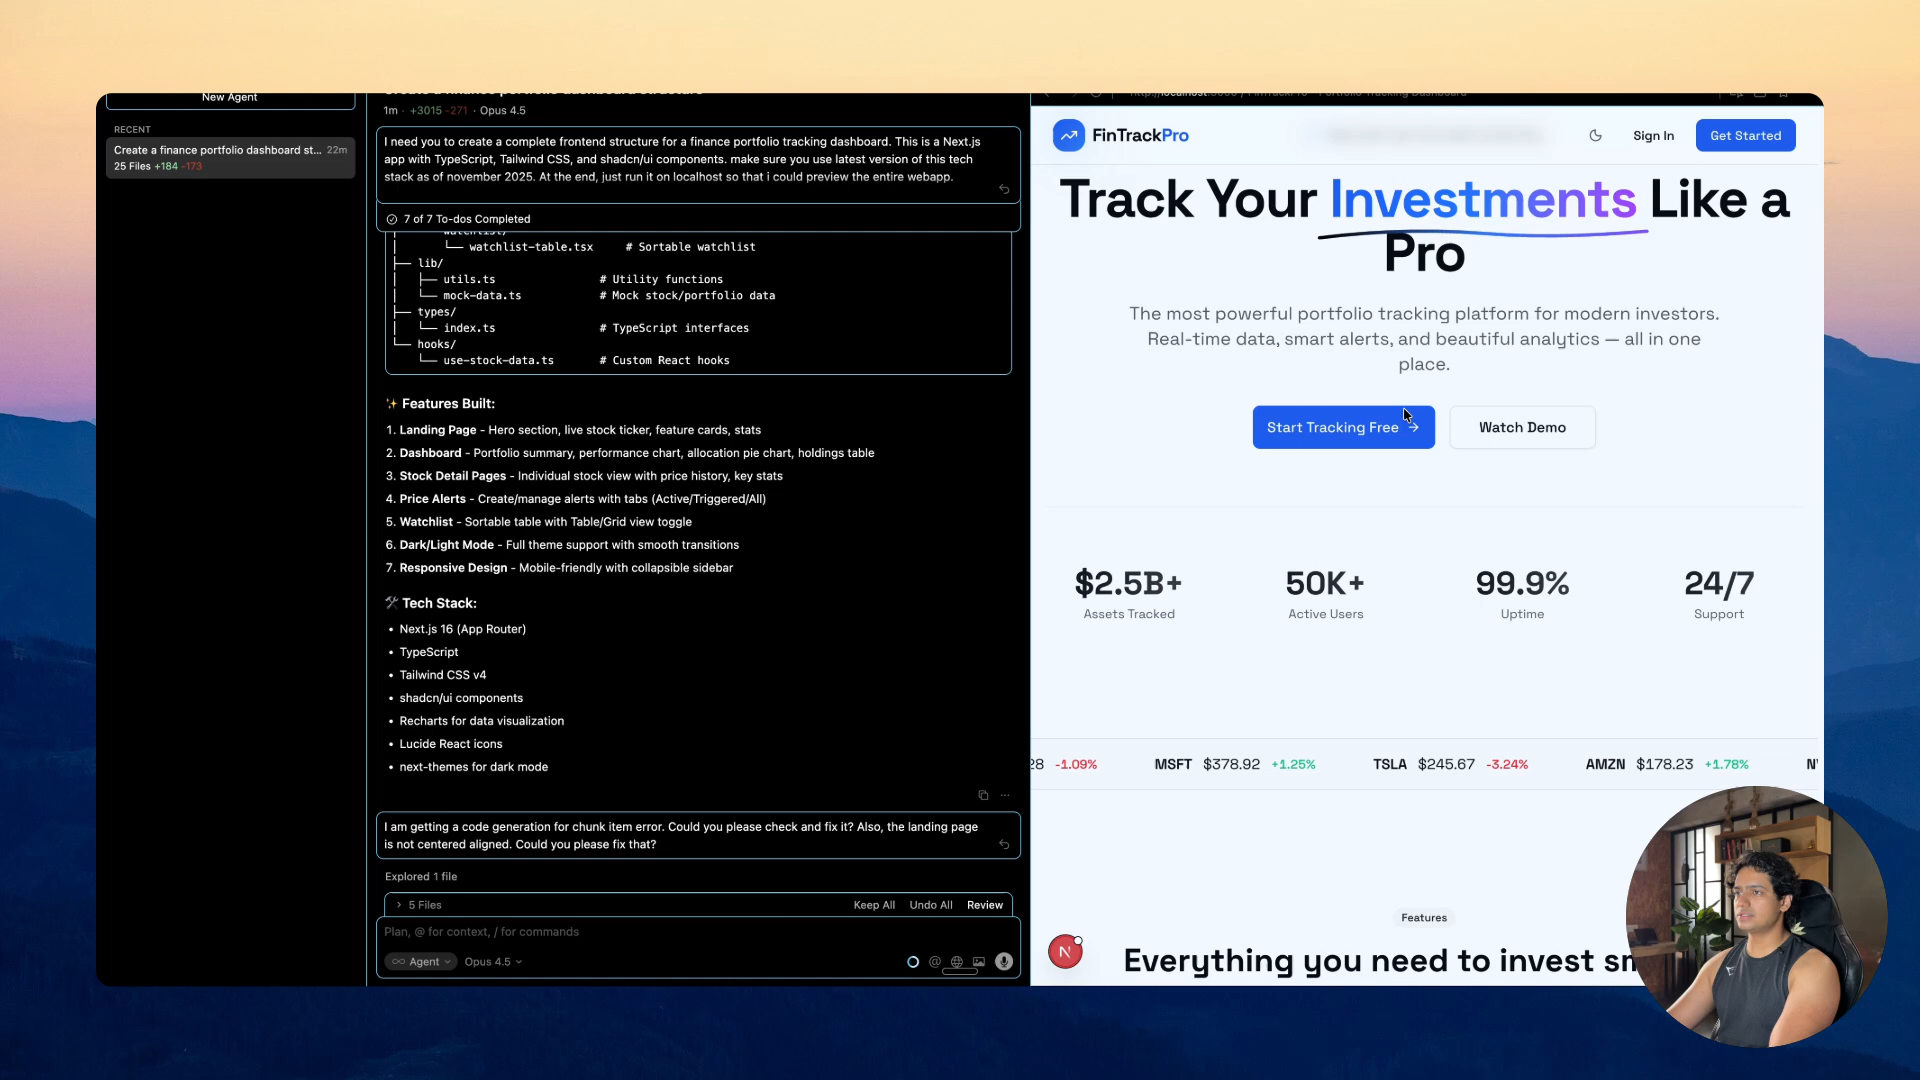 New Agent
RECENT
Create a finance portfolio dashboard st... 22m
25 Files +184 -173
1m · +3015 -271 · Opus 4.5
I need you to create a complete frontend structure for a finance portfolio tracking dashboard. This is a Next.js
app with TypeScript, Tailwind CSS, and shadcn/ui components. make sure you use latest version of this tech
stack as of november 2025. At the end, just run it on localhost so that i could preview the entire webapp.
7 of 7 To-dos Completed
└── watchlist-table.tsx # Sortable watchlist
├── lib/
│ ├── utils.ts # Utility functions
│ └── mock-data.ts # Mock stock/portfolio data
├── types/
│ └── index.ts # TypeScript interfaces
└── hooks/
└── use-stock-data.ts # Custom React hooks
✨ Features Built:
1. Landing Page - Hero section, live stock ticker, feature cards, stats
2. Dashboard - Portfolio summary, performance chart, allocation pie chart, holdings table
3. Stock Detail Pages - Individual stock view with price history, key stats
4. Price Alerts - Create/manage alerts with tabs (Active/Triggered/All)
5. Watchlist - Sortable table with Table/Grid view toggle
6. Dark/Light Mode - Full theme support with smooth transitions
7. Responsive Design - Mobile-friendly with collapsible sidebar
🛠 Tech Stack:
• Next.js 16 (App Router)
• TypeScript
• Tailwind CSS v4
• shadcn/ui components
• Recharts for data visualization
• Lucide React icons
• next-themes for dark mode
I am getting a code generation for chunk item error. Could you please check and fix it? Also, the landing page
is not centered aligned. Could you please fix that?
Explored 1 file
5 Files Keep All Undo All Review
Plan, @ for context, / for commands
Agent Opus 4.5
FinTrackPro Sign In Get Started
Track Your Investments Like a
Pro
The most powerful portfolio tracking platform for modern investors.
Real-time data, smart alerts, and beautiful analytics — all in one
place.
Start Tracking Free → Watch Demo
$2.5B+ 50K+ 99.9% 24/7
Assets Tracked Active Users Uptime Support
28 -1.09% MSFT $378.92 +1.25% TSLA $245.67 -3.24% AMZN $178.23 +1.78%
Features
N
Everything you need to invest